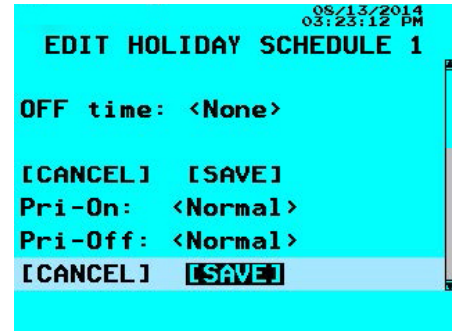 08/13/2014
03:23:12 PM
EDIT HOLIDAY SCHEDULE 1
OFF time: <None>
[CANCEL] [SAVE]
Pri-On: <Normal>
Pri-Off: <Normal>
[CANCEL] [SAVE]